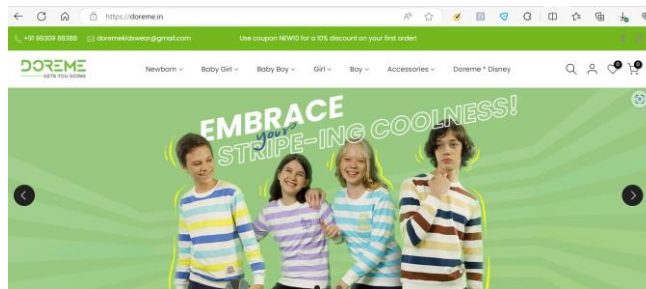 https://doreme.in
+91 98309 88388 doremekidswear@gmail.com Use coupon NEW10 for a 10% discount on your first order!
DOREME
GETS YOU GOING
Newborn Baby Girl Baby Boy Girl Boy Accessories Doreme * Disney
0 0
EMBRACE
your
STRIPE-ING COOLNESS!